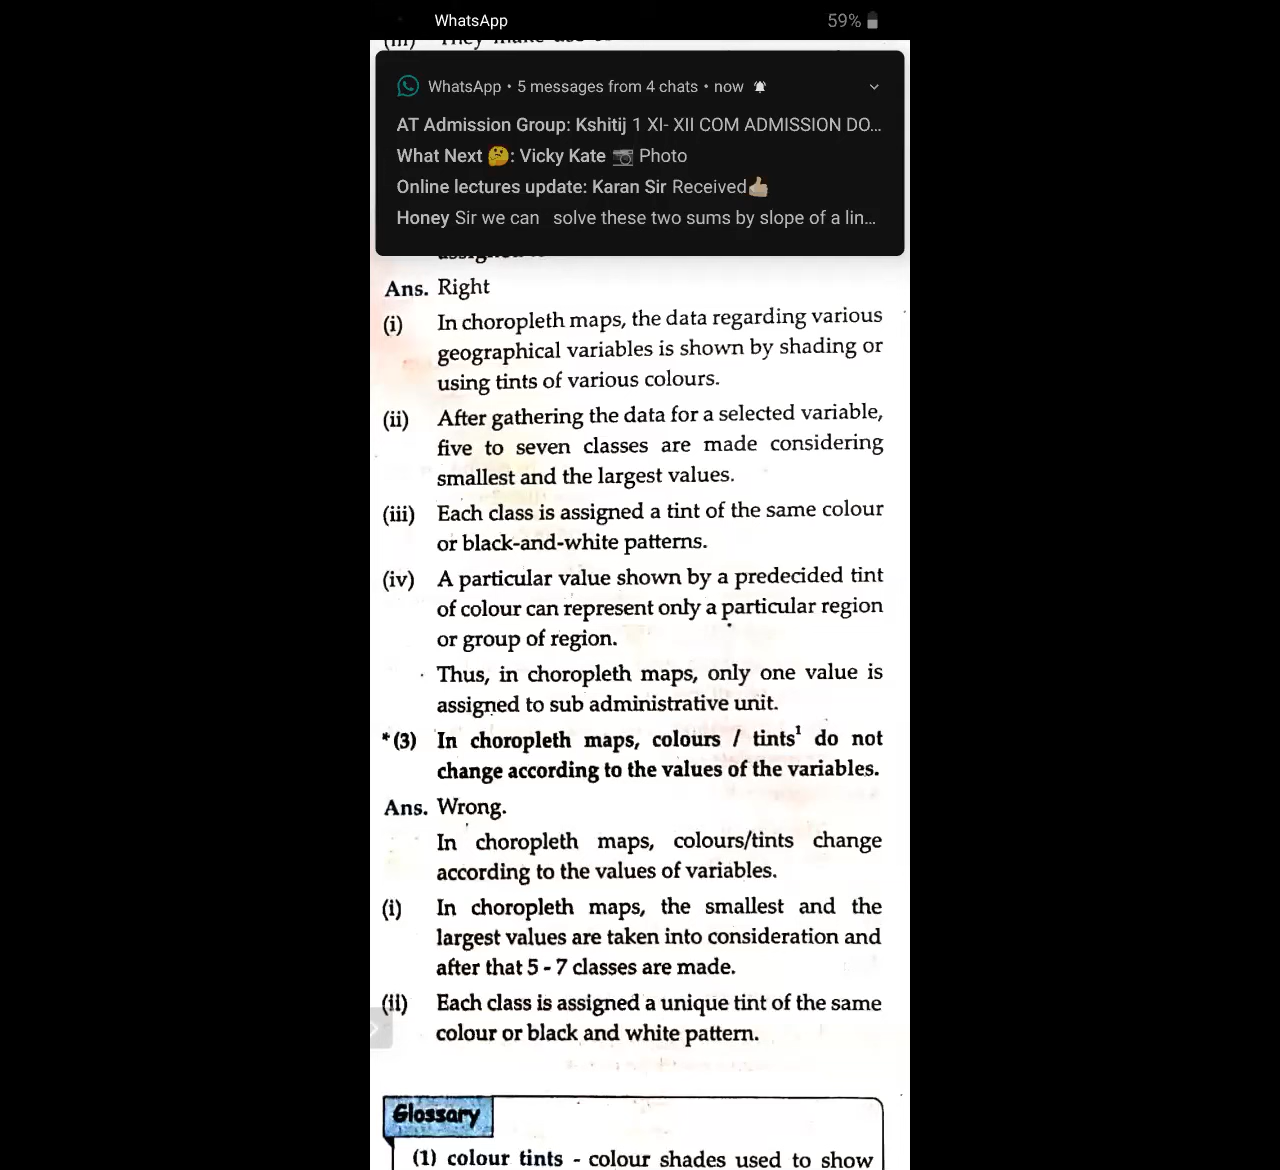 WhatsApp
59%
(iii) They make use
WhatsApp • 5 messages from 4 chats • now
AT Admission Group: Kshitij 1 XI- XII COM ADMISSION DO...
What Next 🤔: Vicky Kate 📷 Photo
Online lectures update: Karan Sir Received👍🏼
Honey Sir we can solve these two sums by slope of a lin...
Ans. Right
(i) In choropleth maps, the data regarding various
geographical variables is shown by shading or
using tints of various colours.
(ii) After gathering the data for a selected variable,
five to seven classes are made considering
smallest and the largest values.
(iii) Each class is assigned a tint of the same colour
or black-and-white patterns.
(iv) A particular value shown by a predecided tint
of colour can represent only a particular region
or group of region.
Thus, in choropleth maps, only one value is
assigned to sub administrative unit.
*(3) In choropleth maps, colours / tints¹ do not
change according to the values of the variables.
Ans. Wrong.
In choropleth maps, colours/tints change
according to the values of variables.
(i) In choropleth maps, the smallest and the
largest values are taken into consideration and
after that 5 - 7 classes are made.
(ii) Each class is assigned a unique tint of the same
colour or black and white pattern.
Glossary
(1) colour tints - colour shades used to show